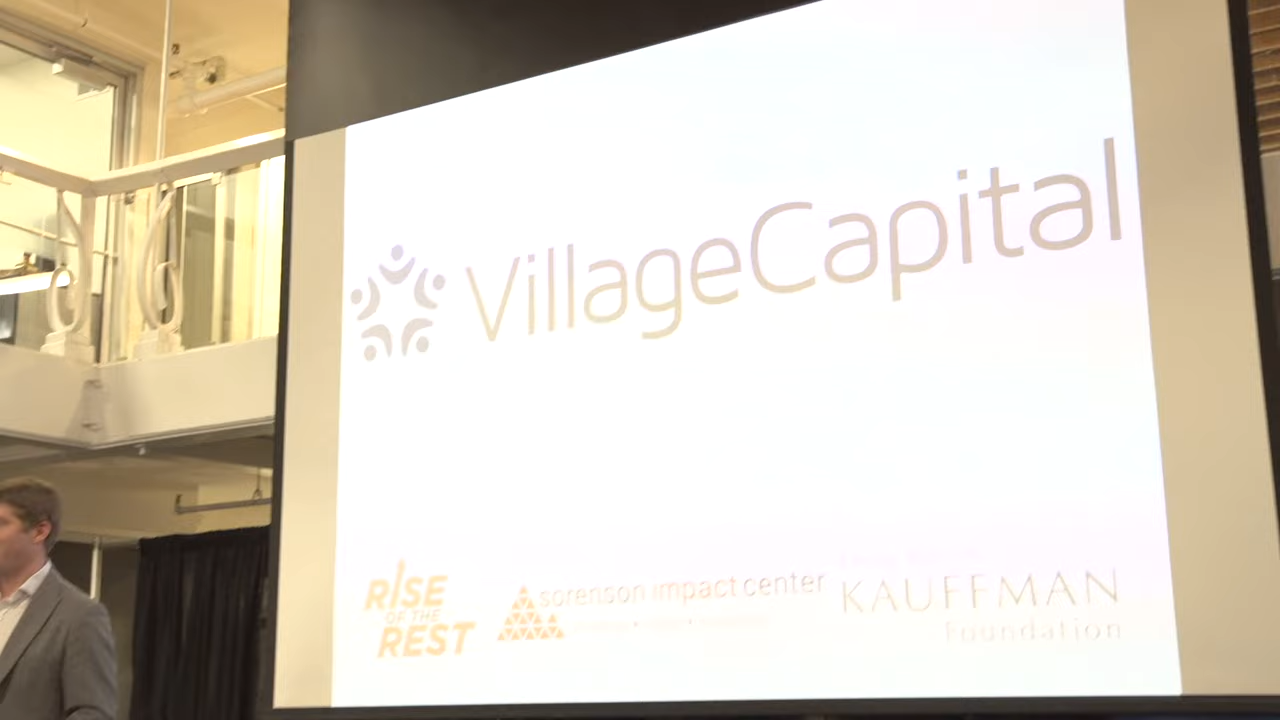 VillageCapital
RISE
OF THE
REST
sorenson impact center
KAUFFMAN
Foundation